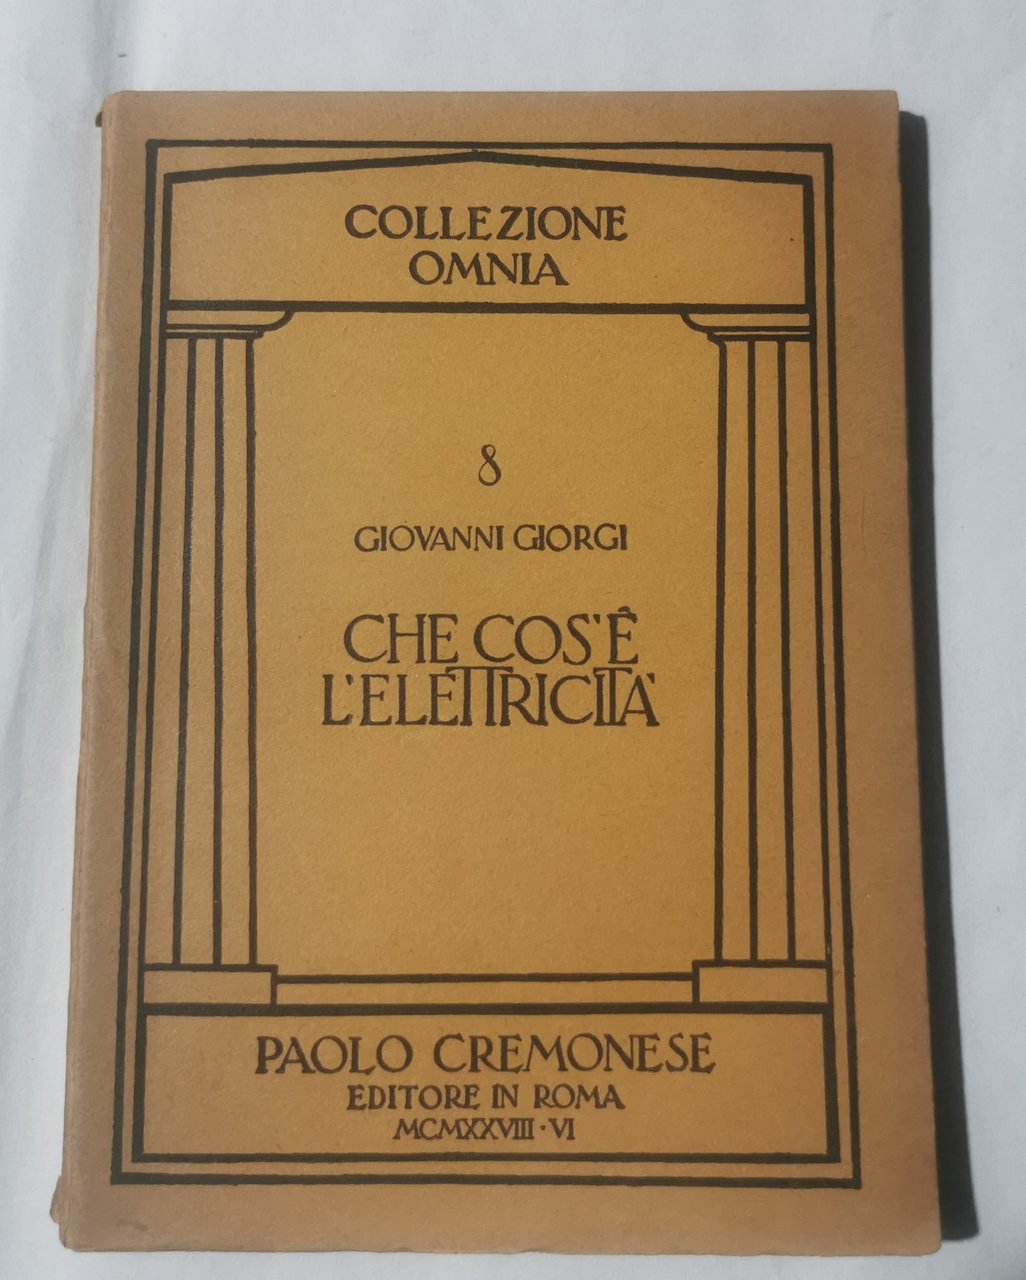 COLLEZIONE
OMNIA
8
GIOVANNI GIORGI
CHE COS'Ê
L'ELETTRICITÀ
PAOLO CREMONESE
EDITORE IN ROMA
MCMXXVIII · VI